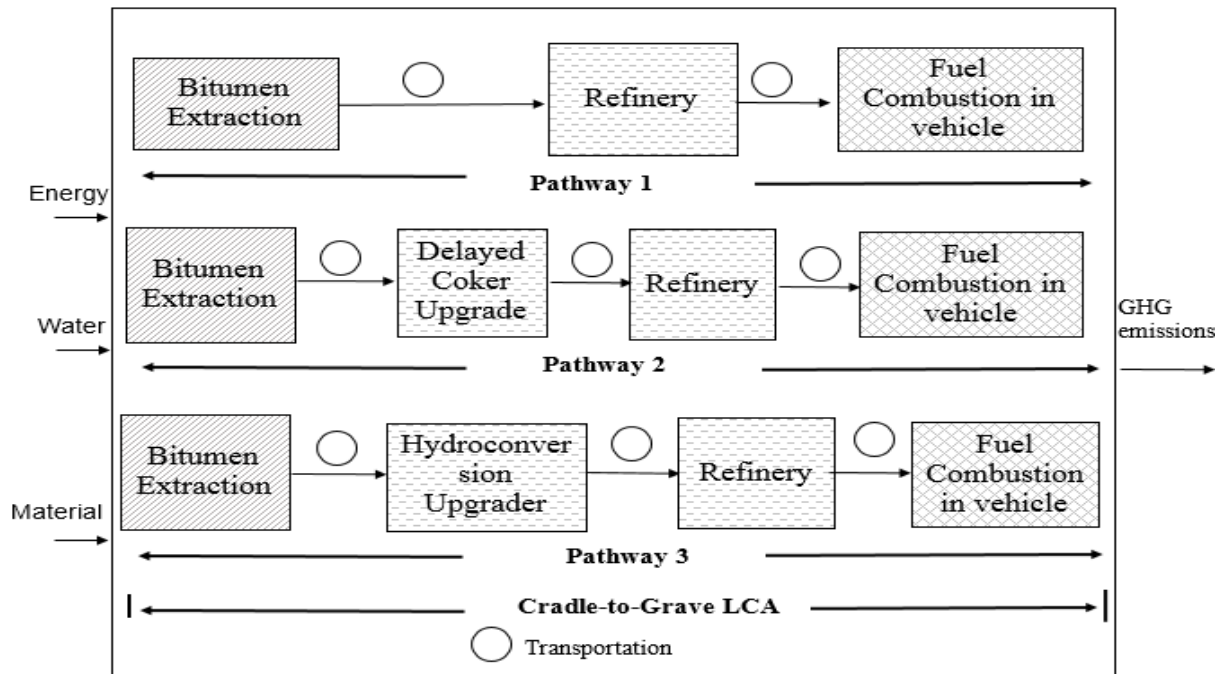 Bitumen
Extraction
Refinery
Fuel
Combustion in
vehicle
Pathway 1
Energy
Bitumen
Extraction
Delayed
Coker
Upgrade
Refinery
Fuel
Combustion in
vehicle
Water
GHG
emissions
Pathway 2
Bitumen
Extraction
Hydroconver
sion
Upgrader
Refinery
Fuel
Combustion
in vehicle
Material
Pathway 3
Cradle-to-Grave LCA
Transportation